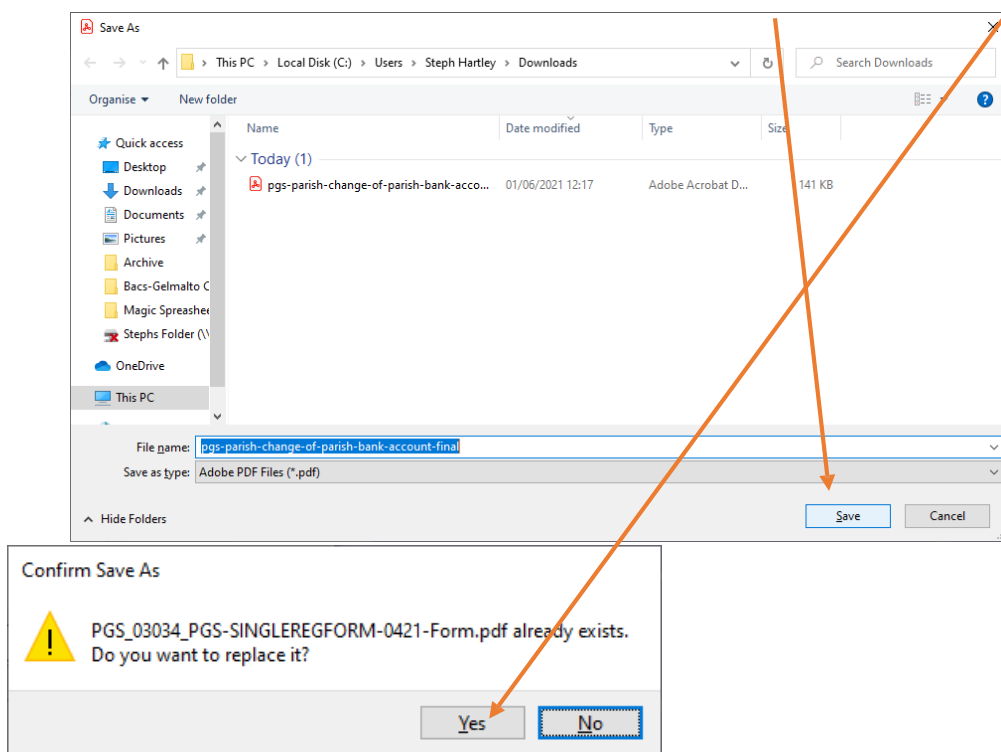 Save As
This PC > Local Disk (C:) > Users > Steph Hartley > Downloads
Search Downloads
Organise
New folder
Name Date modified Type Size
Quick access
Desktop
Downloads
Documents
Pictures
Archive
Bacs-Gelmalto C
Magic Spreashee
Stephs Folder (\\
OneDrive
This PC
Today (1)
pgs-parish-change-of-parish-bank-acco... 01/06/2021 12:17 Adobe Acrobat D... 141 KB
File name: pgs-parish-change-of-parish-bank-account-final
Save as type: Adobe PDF Files (*.pdf)
Hide Folders
Save Cancel
Confirm Save As
PGS_03034_PGS-SINGLEREGFORM-0421-Form.pdf already exists.
Do you want to replace it?
Yes No